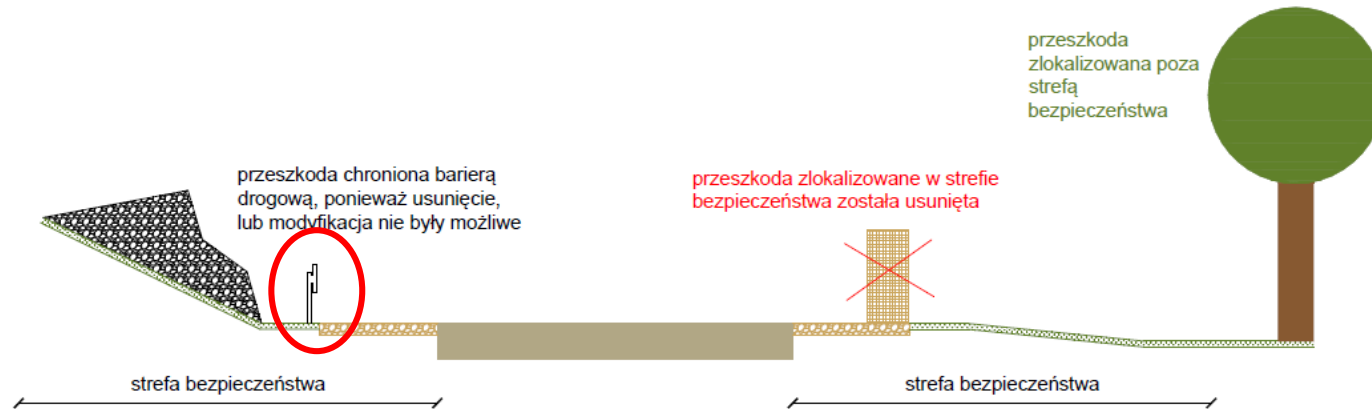 przeszkoda
zlokalizowana poza
strefą
bezpieczeństwa
przeszkoda chroniona barierą
drogową, ponieważ usunięcie,
lub modyfikacja nie były możliwe
przeszkoda zlokalizowane w strefie
bezpieczeństwa została usunięta
strefa bezpieczeństwa
strefa bezpieczeństwa